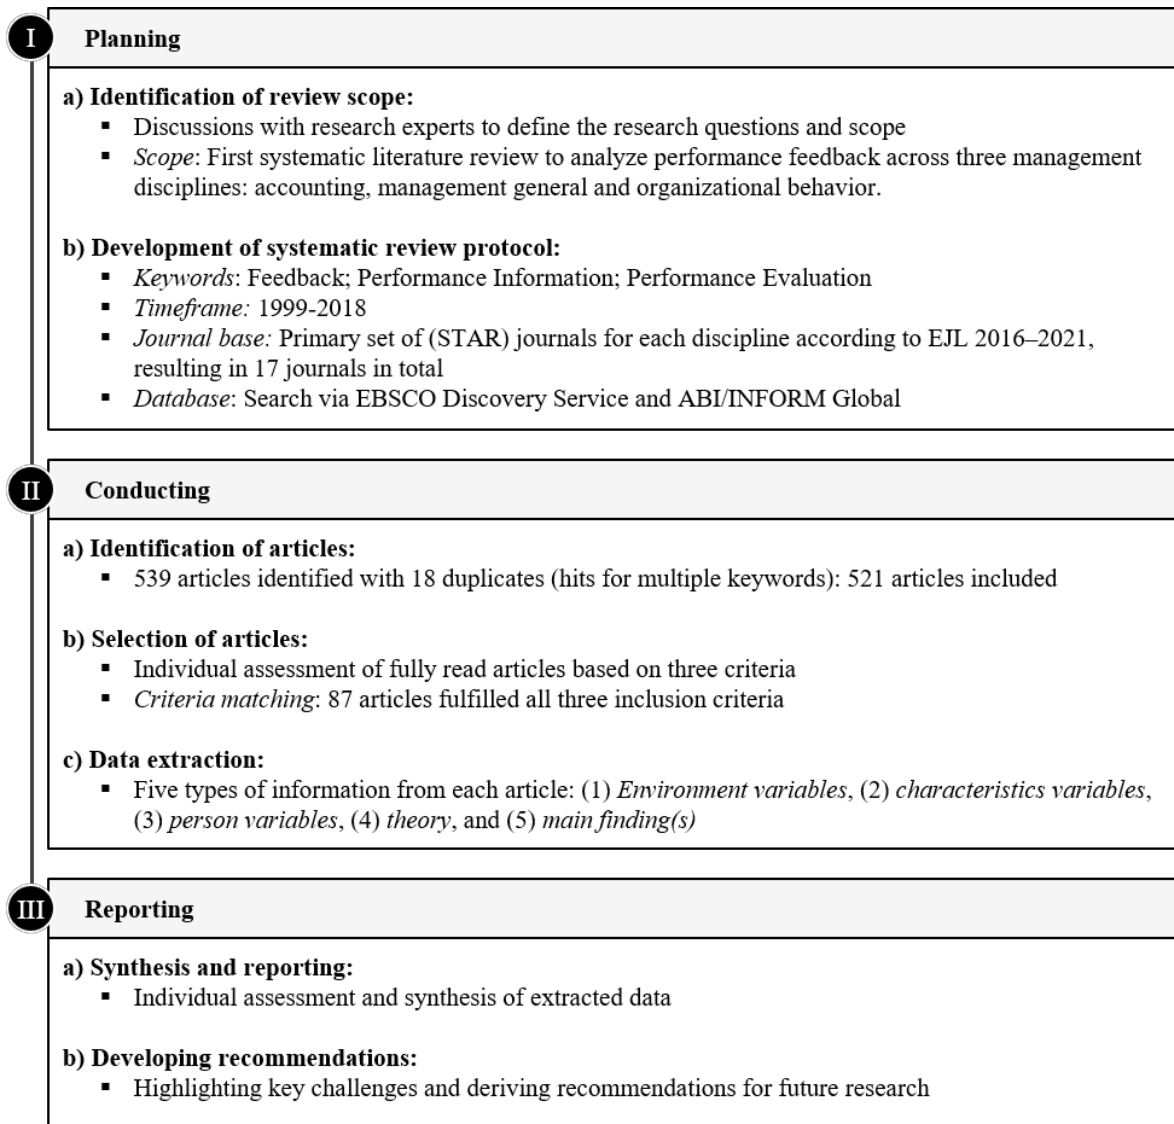 I
Planning
a) Identification of review scope:
▪ Discussions with research experts to define the research questions and scope
▪ Scope: First systematic literature review to analyze performance feedback across three management
disciplines: accounting, management general and organizational behavior.
b) Development of systematic review protocol:
▪ Keywords: Feedback; Performance Information; Performance Evaluation
▪ Timeframe: 1999-2018
▪ Journal base: Primary set of (STAR) journals for each discipline according to EJL 2016–2021,
resulting in 17 journals in total
▪ Database: Search via EBSCO Discovery Service and ABI/INFORM Global
II
Conducting
a) Identification of articles:
▪ 539 articles identified with 18 duplicates (hits for multiple keywords): 521 articles included
b) Selection of articles:
▪ Individual assessment of fully read articles based on three criteria
▪ Criteria matching: 87 articles fulfilled all three inclusion criteria
c) Data extraction:
▪ Five types of information from each article: (1) Environment variables, (2) characteristics variables,
(3) person variables, (4) theory, and (5) main finding(s)
III
Reporting
a) Synthesis and reporting:
▪ Individual assessment and synthesis of extracted data
b) Developing recommendations:
▪ Highlighting key challenges and deriving recommendations for future research